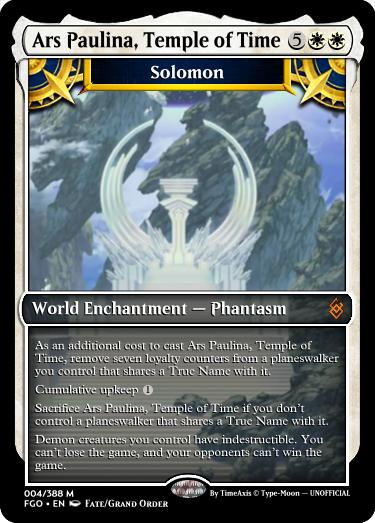 Ars Paulina, Temple of Time 5
Solomon
World Enchantment — Phantasm
As an additional cost to cast Ars Paulina, Temple of
Time, remove seven loyalty counters from a planeswalker
you control that shares a True Name with it.
Cumulative upkeep 1
Sacrifice Ars Paulina, Temple of Time if you don't
control a planeswalker that shares a True Name with it.
Demon creatures you control have indestructible. You
can't lose the game, and your opponents can't win the
game.
004/388 M
FGO • EN Fate/Grand Order
By TimeAxis © Type-Moon — UNOFFICIAL